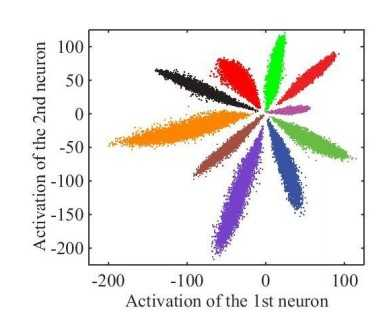 Activation of the 2nd neuron
100
50
0
-50
-100
-150
-200
-200 -100 0 100
Activation of the 1st neuron